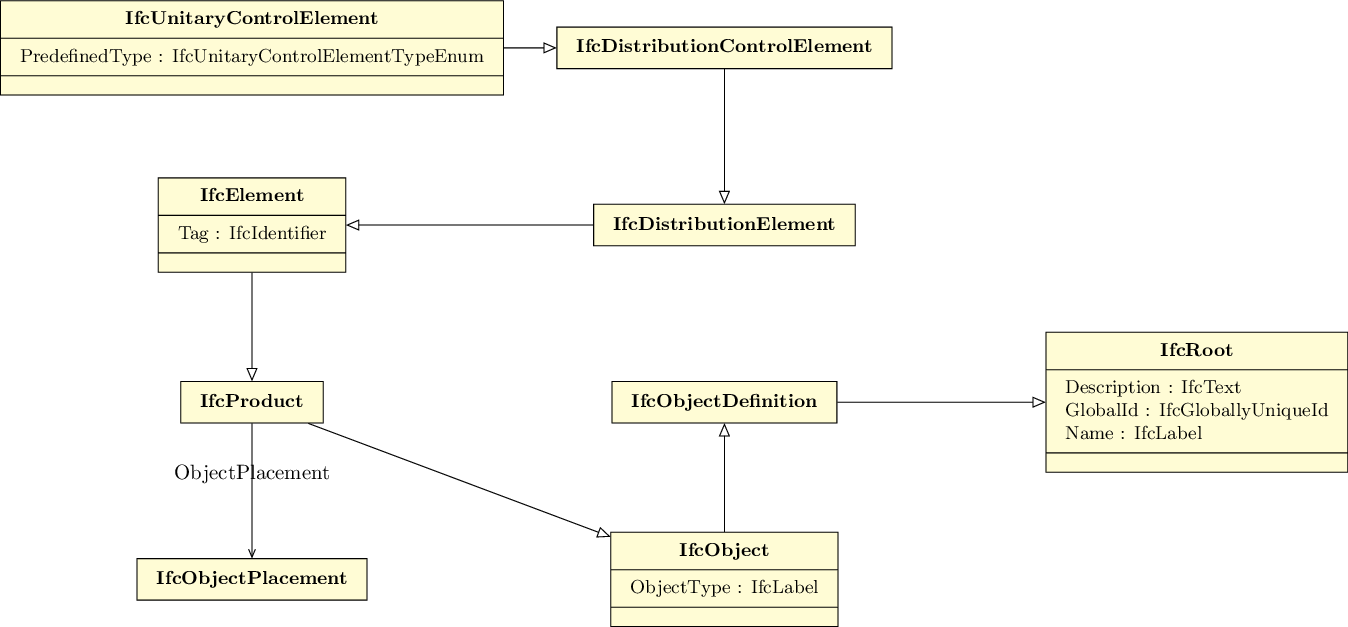 IfcUnitaryControlElement
PredefinedType : IfcUnitaryControlElementTypeEnum
IfcDistributionControlElement
IfcElement
Tag : IfcIdentifier
IfcDistributionElement
IfcRoot
Description : IfcText
GlobalId : IfcGloballyUniqueId
Name : IfcLabel
IfcProduct
IfcObjectDefinition
ObjectPlacement
IfcObjectPlacement
IfcObject
ObjectType : IfcLabel